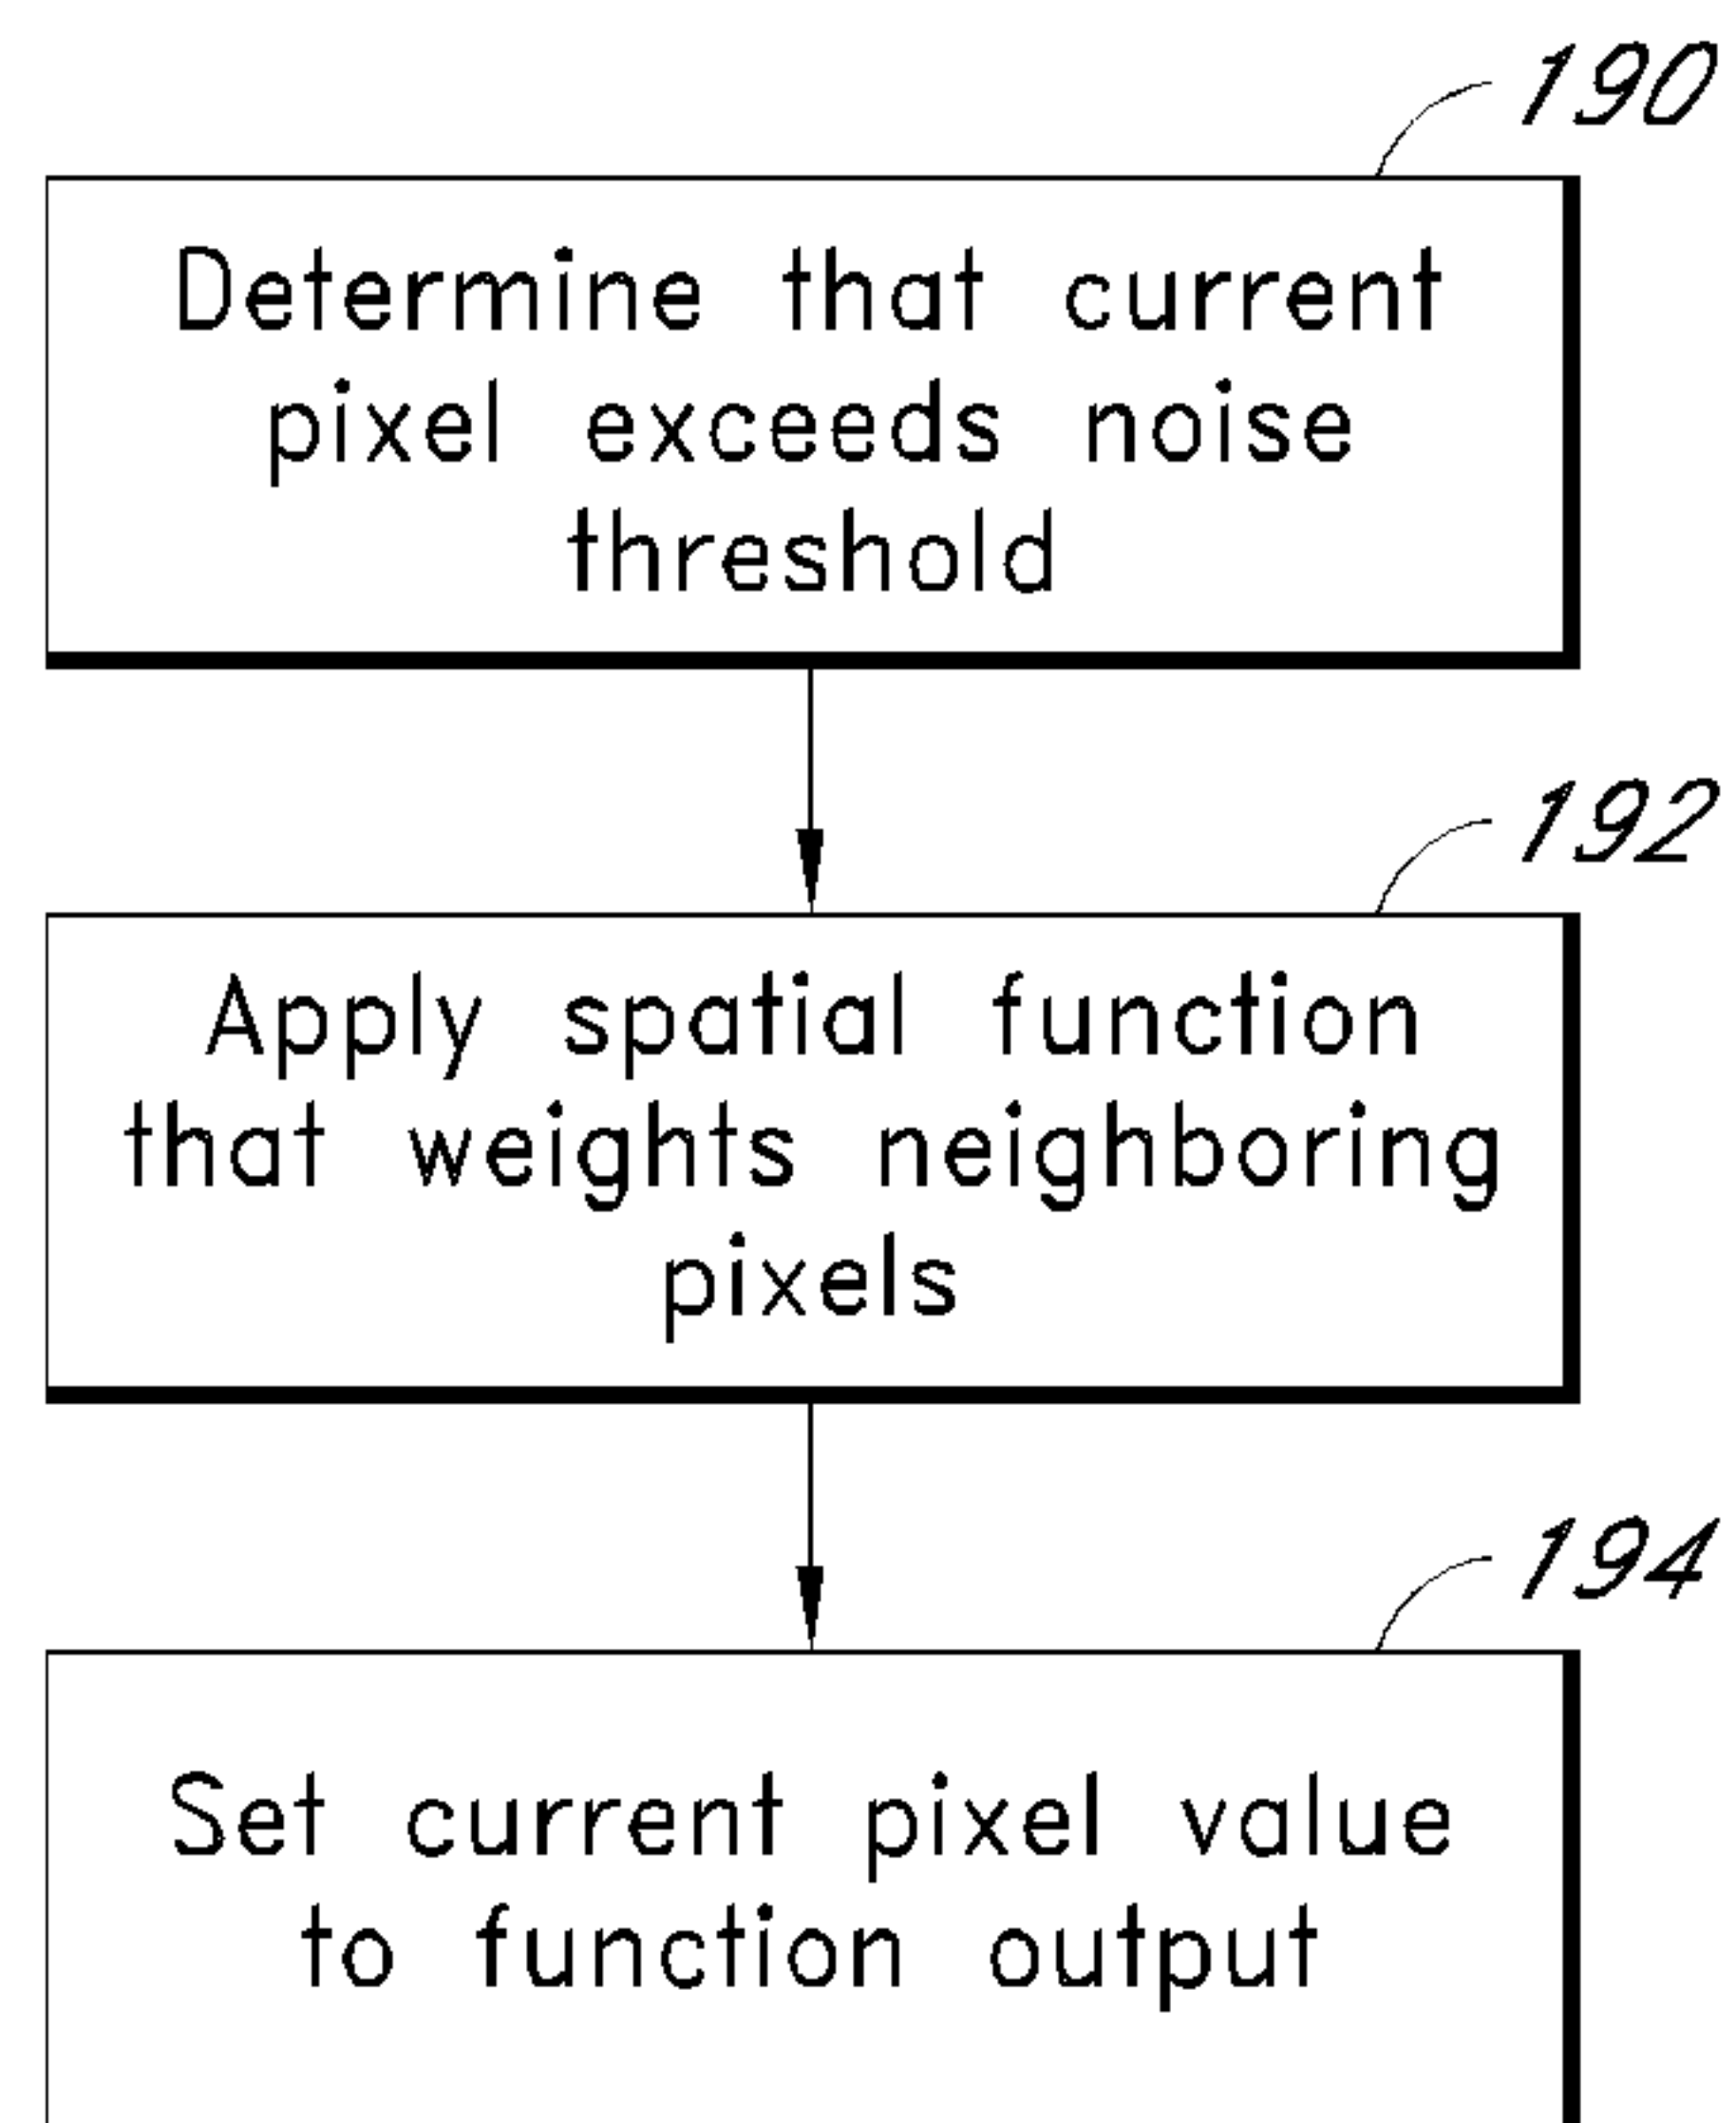 190
Determine that current
pixel exceeds noise
threshold
192
Apply spatial function
that weights neighboring
pixels
194
Set current pixel value
to function output